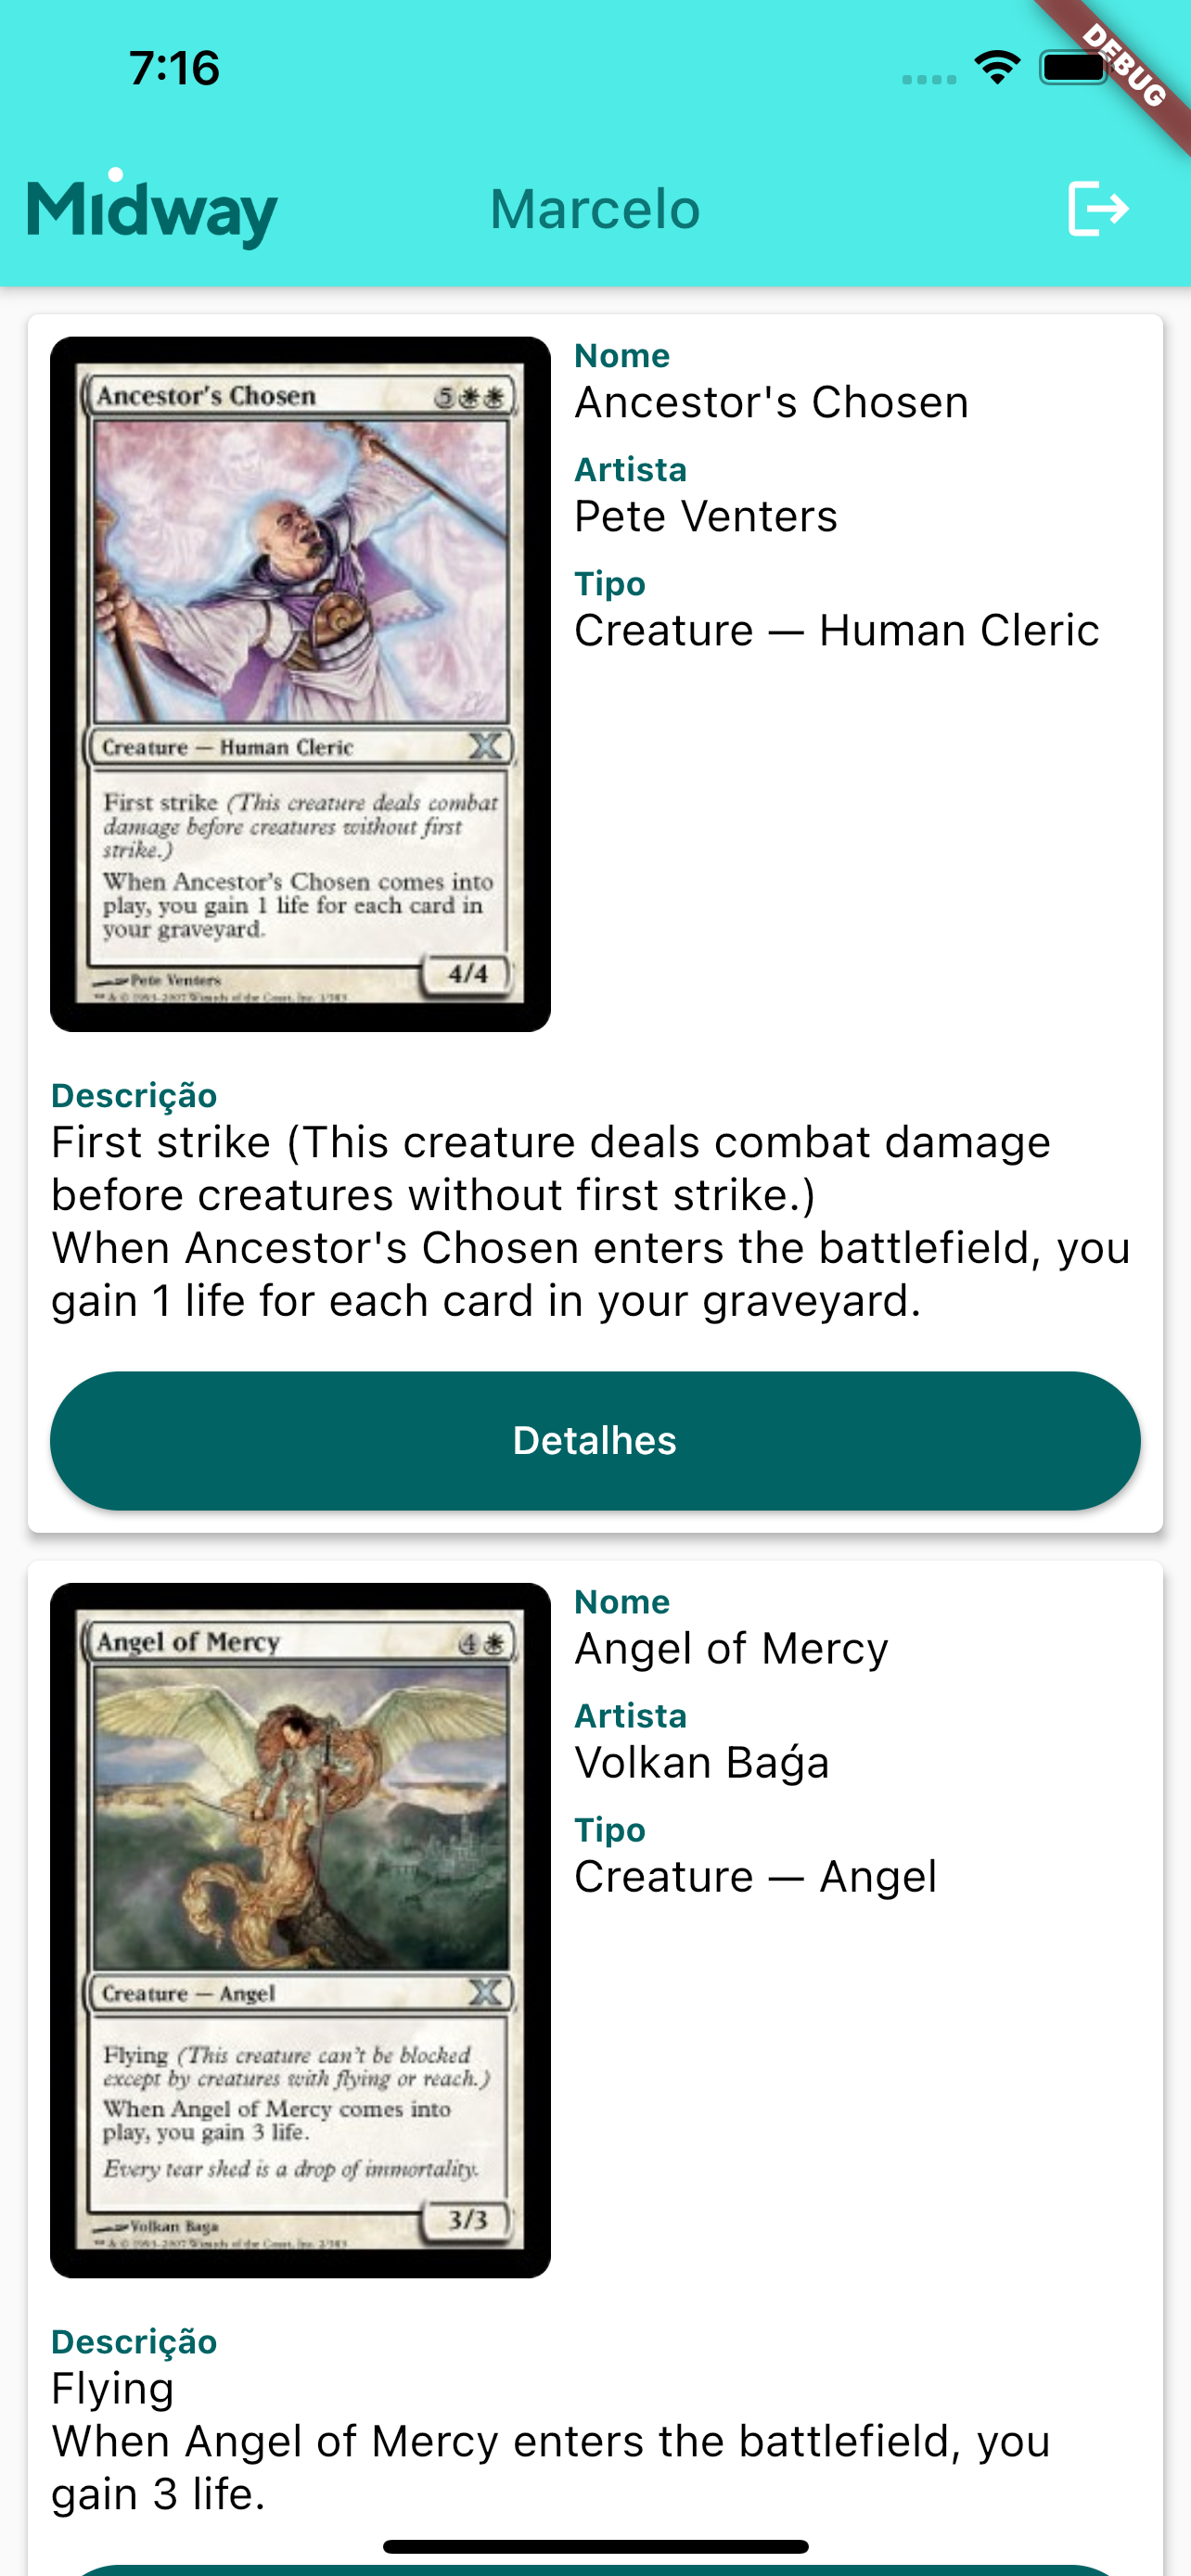 7:16
DEBUG
Midway
Marcelo
Ancestor's Chosen 5
Creature — Human Cleric
First strike (This creature deals combat
damage before creatures without first
strike.)
When Ancestor's Chosen comes into
play, you gain 1 life for each card in
your graveyard.
4/4
Pete Venters
Nome
Ancestor's Chosen
Artista
Pete Venters
Tipo
Creature — Human Cleric
Descrição
First strike (This creature deals combat damage
before creatures without first strike.)
When Ancestor's Chosen enters the battlefield, you
gain 1 life for each card in your graveyard.
Detalhes
Angel of Mercy 4
Creature — Angel
Flying (This creature can't be blocked
except by creatures with flying or reach.)
When Angel of Mercy comes into
play, you gain 3 life.
Every tear shed is a drop of immortality.
3/3
Volkan Baga
Nome
Angel of Mercy
Artista
Volkan Baǵa
Tipo
Creature — Angel
Descrição
Flying
When Angel of Mercy enters the battlefield, you
gain 3 life.